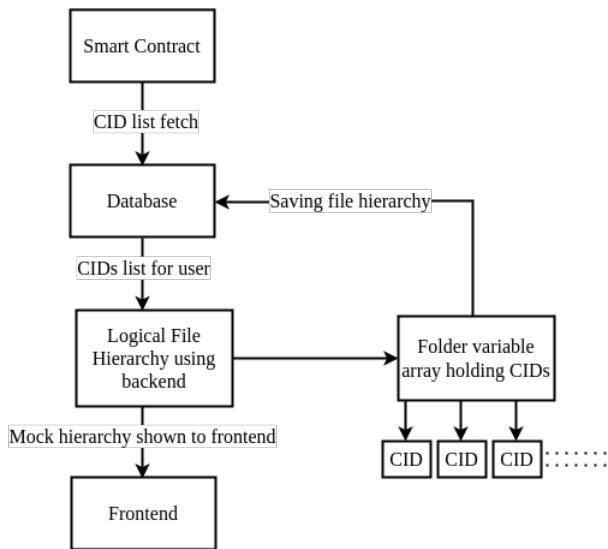 Smart Contract
CID list fetch
Database
Saving file hierarchy
CIDs list for user
Logical File
Hierarchy using
backend
Folder variable
array holding CIDs
Mock hierarchy shown to frontend
CID
CID
CID
Frontend